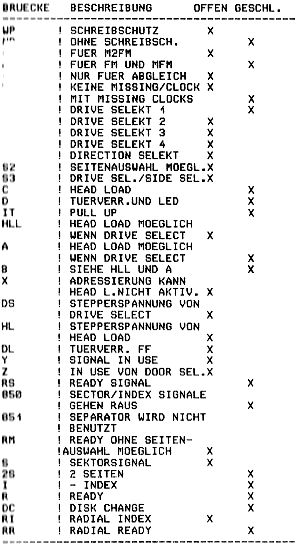 BRUECKE ! BESCHREIBUNG OFFEN GESCHL.
WP ! SCHREIBSCHUTZ X
! OHNE SCHREIBSCH. X
! FUER M2FM X
! FUER FM UND MFM X
! NUR FUER ABGLEICH X
! KEINE MISSING/CLOCK X
! MIT MISSING CLOCKS X
! DRIVE SELEKT 1 X
! DRIVE SELEKT 2 X
! DRIVE SELEKT 3 X
! DRIVE SELEKT 4 X
! DIRECTION SELEKT X
S2 ! SEITENAUSWAHL MOEGL.X
S3 ! DRIVE SEL./SIDE SEL.X
C ! HEAD LOAD X
D ! TUERVERR.UND LED X
IT ! PULL UP X
HLL ! HEAD LOAD MOEGLICH
! WENN DRIVE SELECT X
A ! HEAD LOAD MOEGLICH
! WENN DRIVE SELECT X
B ! SIEHE HLL UND A X
X ! ADRESSIERUNG KANN
! HEAD L.NICHT AKTIV. X
DS ! STEPPERSPANNUNG VON
! DRIVE SELECT X
HL ! STEPPERSPANNUNG VON
! HEAD LOAD X
DL ! TUERVERR. FF X
Y ! SIGNAL IN USE X
Z ! IN USE VON DOOR SEL.X
RS ! READY SIGNAL X
850 ! SECTOR/INDEX SIGNALE
! GEHEN RAUS X
851 ! SEPARATOR WIRD NICHT
! BENUTZT X
RM ! READY OHNE SEITEN-
!AUSWAHL MOEGLICH X
S ! SEKTORSIGNAL X
2S ! 2 SEITEN X
I ! - INDEX X
R ! READY X
DC ! DISK CHANGE X
RI ! RADIAL INDEX X
RR ! RADIAL READY X